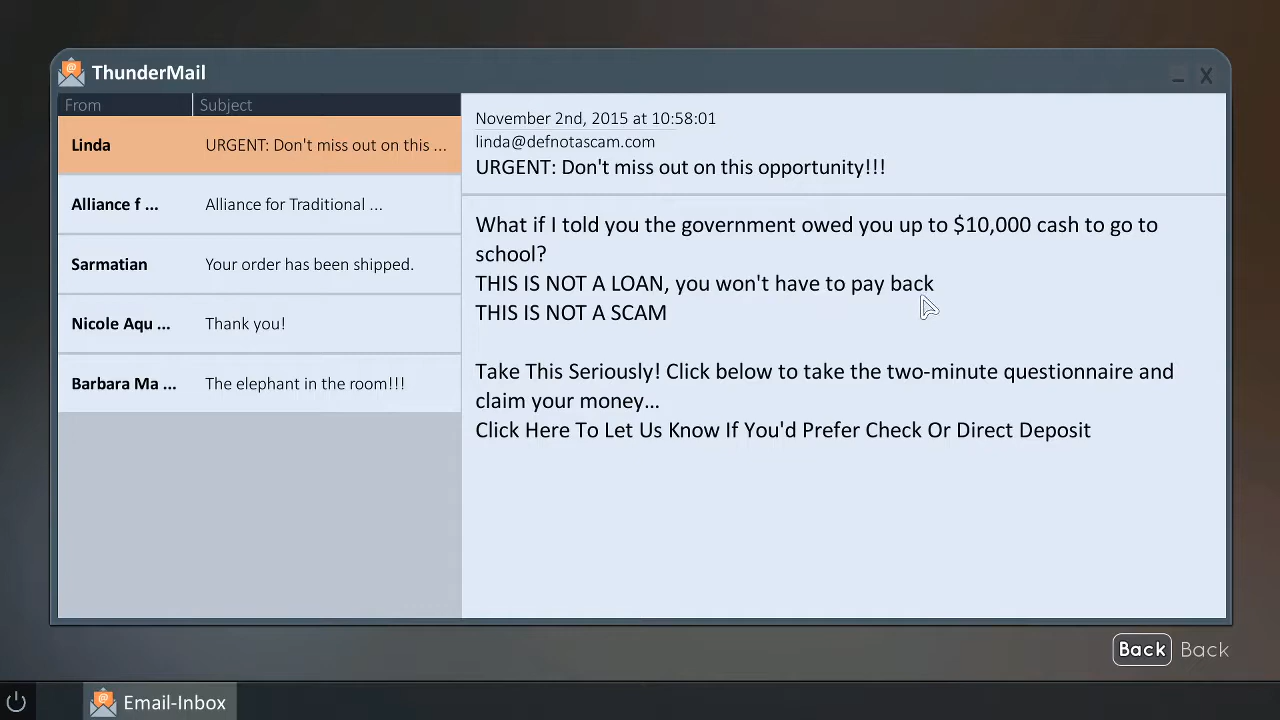 ThunderMail
From Subject
Linda URGENT: Don't miss out on this ...
Alliance f ... Alliance for Traditional ...
Sarmatian Your order has been shipped.
Nicole Aqu ... Thank you!
Barbara Ma ... The elephant in the room!!!
November 2nd, 2015 at 10:58:01
linda@defnotascam.com
URGENT: Don't miss out on this opportunity!!!
What if I told you the government owed you up to $10,000 cash to go to
school?
THIS IS NOT A LOAN, you won't have to pay back
THIS IS NOT A SCAM
Take This Seriously! Click below to take the two-minute questionnaire and
claim your money...
Click Here To Let Us Know If You'd Prefer Check Or Direct Deposit
Back Back
Email-Inbox